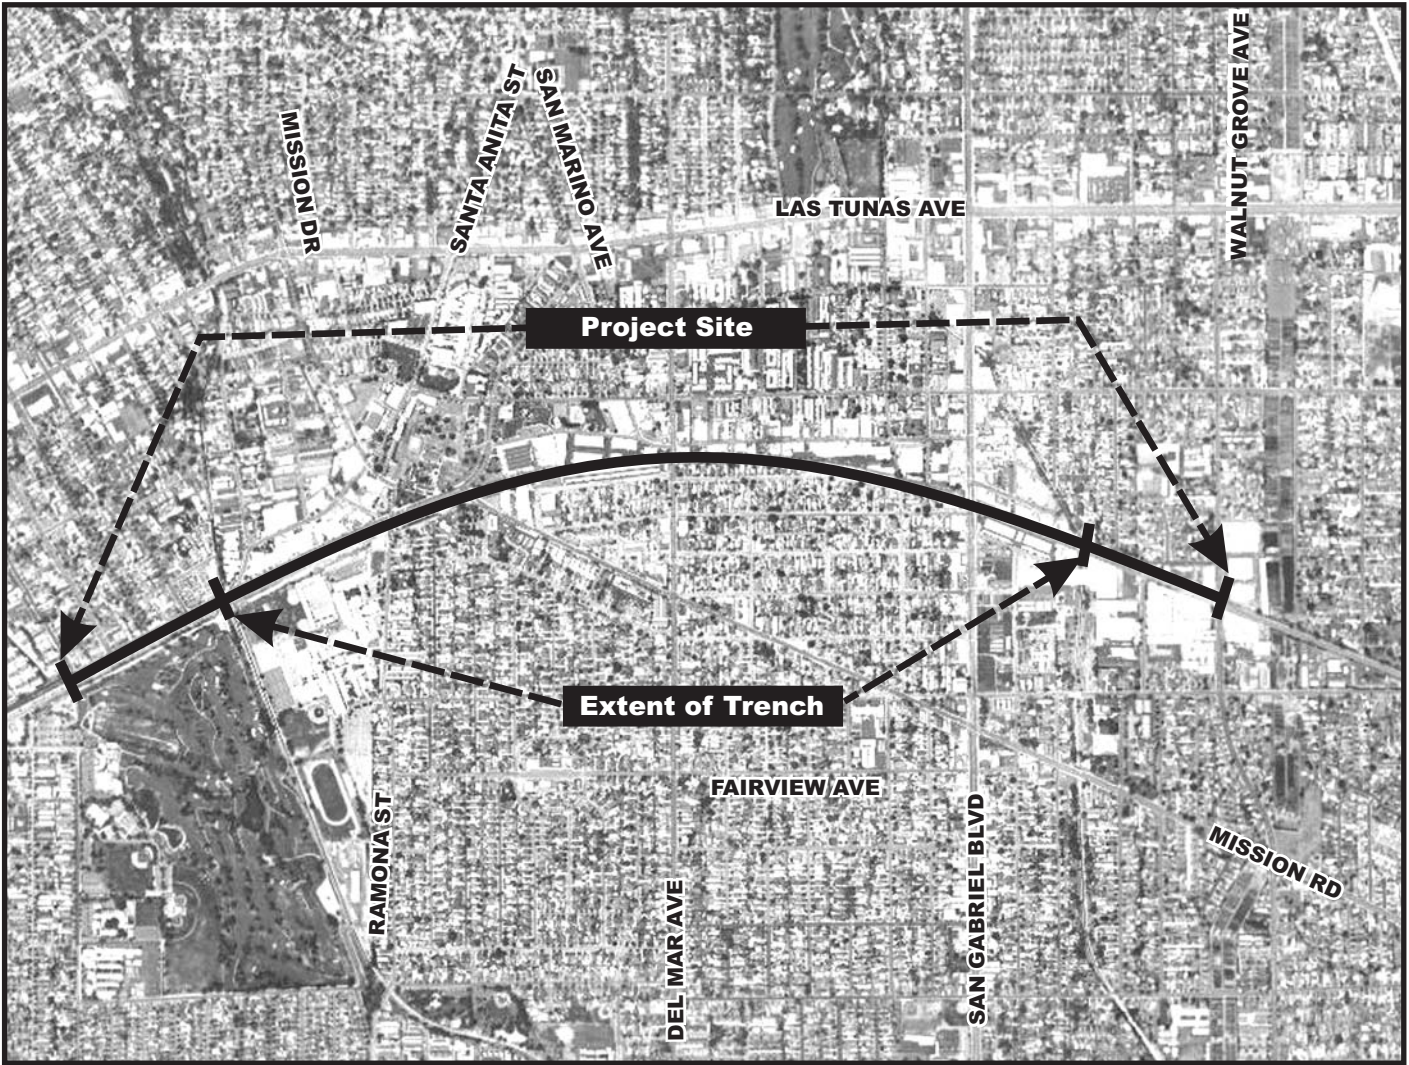 WALNUT GROVE AVE
SANTA ANITA ST
SAN MARINO AVE
MISSION DR
LAS TUNAS AVE
Project Site
Extent of Trench
FAIRVIEW AVE
RAMONA ST
DEL MAR AVE
SAN GABRIEL BLVD
MISSION RD